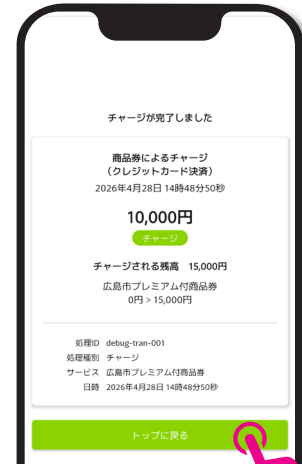 チャージが完了しました
商品券によるチャージ
（クレジットカード決済）
2026年4月28日 14時48分50秒
10,000円
チャージ
チャージされる残高 15,000円
広島市プレミアム付商品券
0円 > 15,000円
処理ID debug-tran-001
処理種別 チャージ
サービス 広島市プレミアム付商品券
日時 2026年4月28日 14時48分50秒
トップに戻る